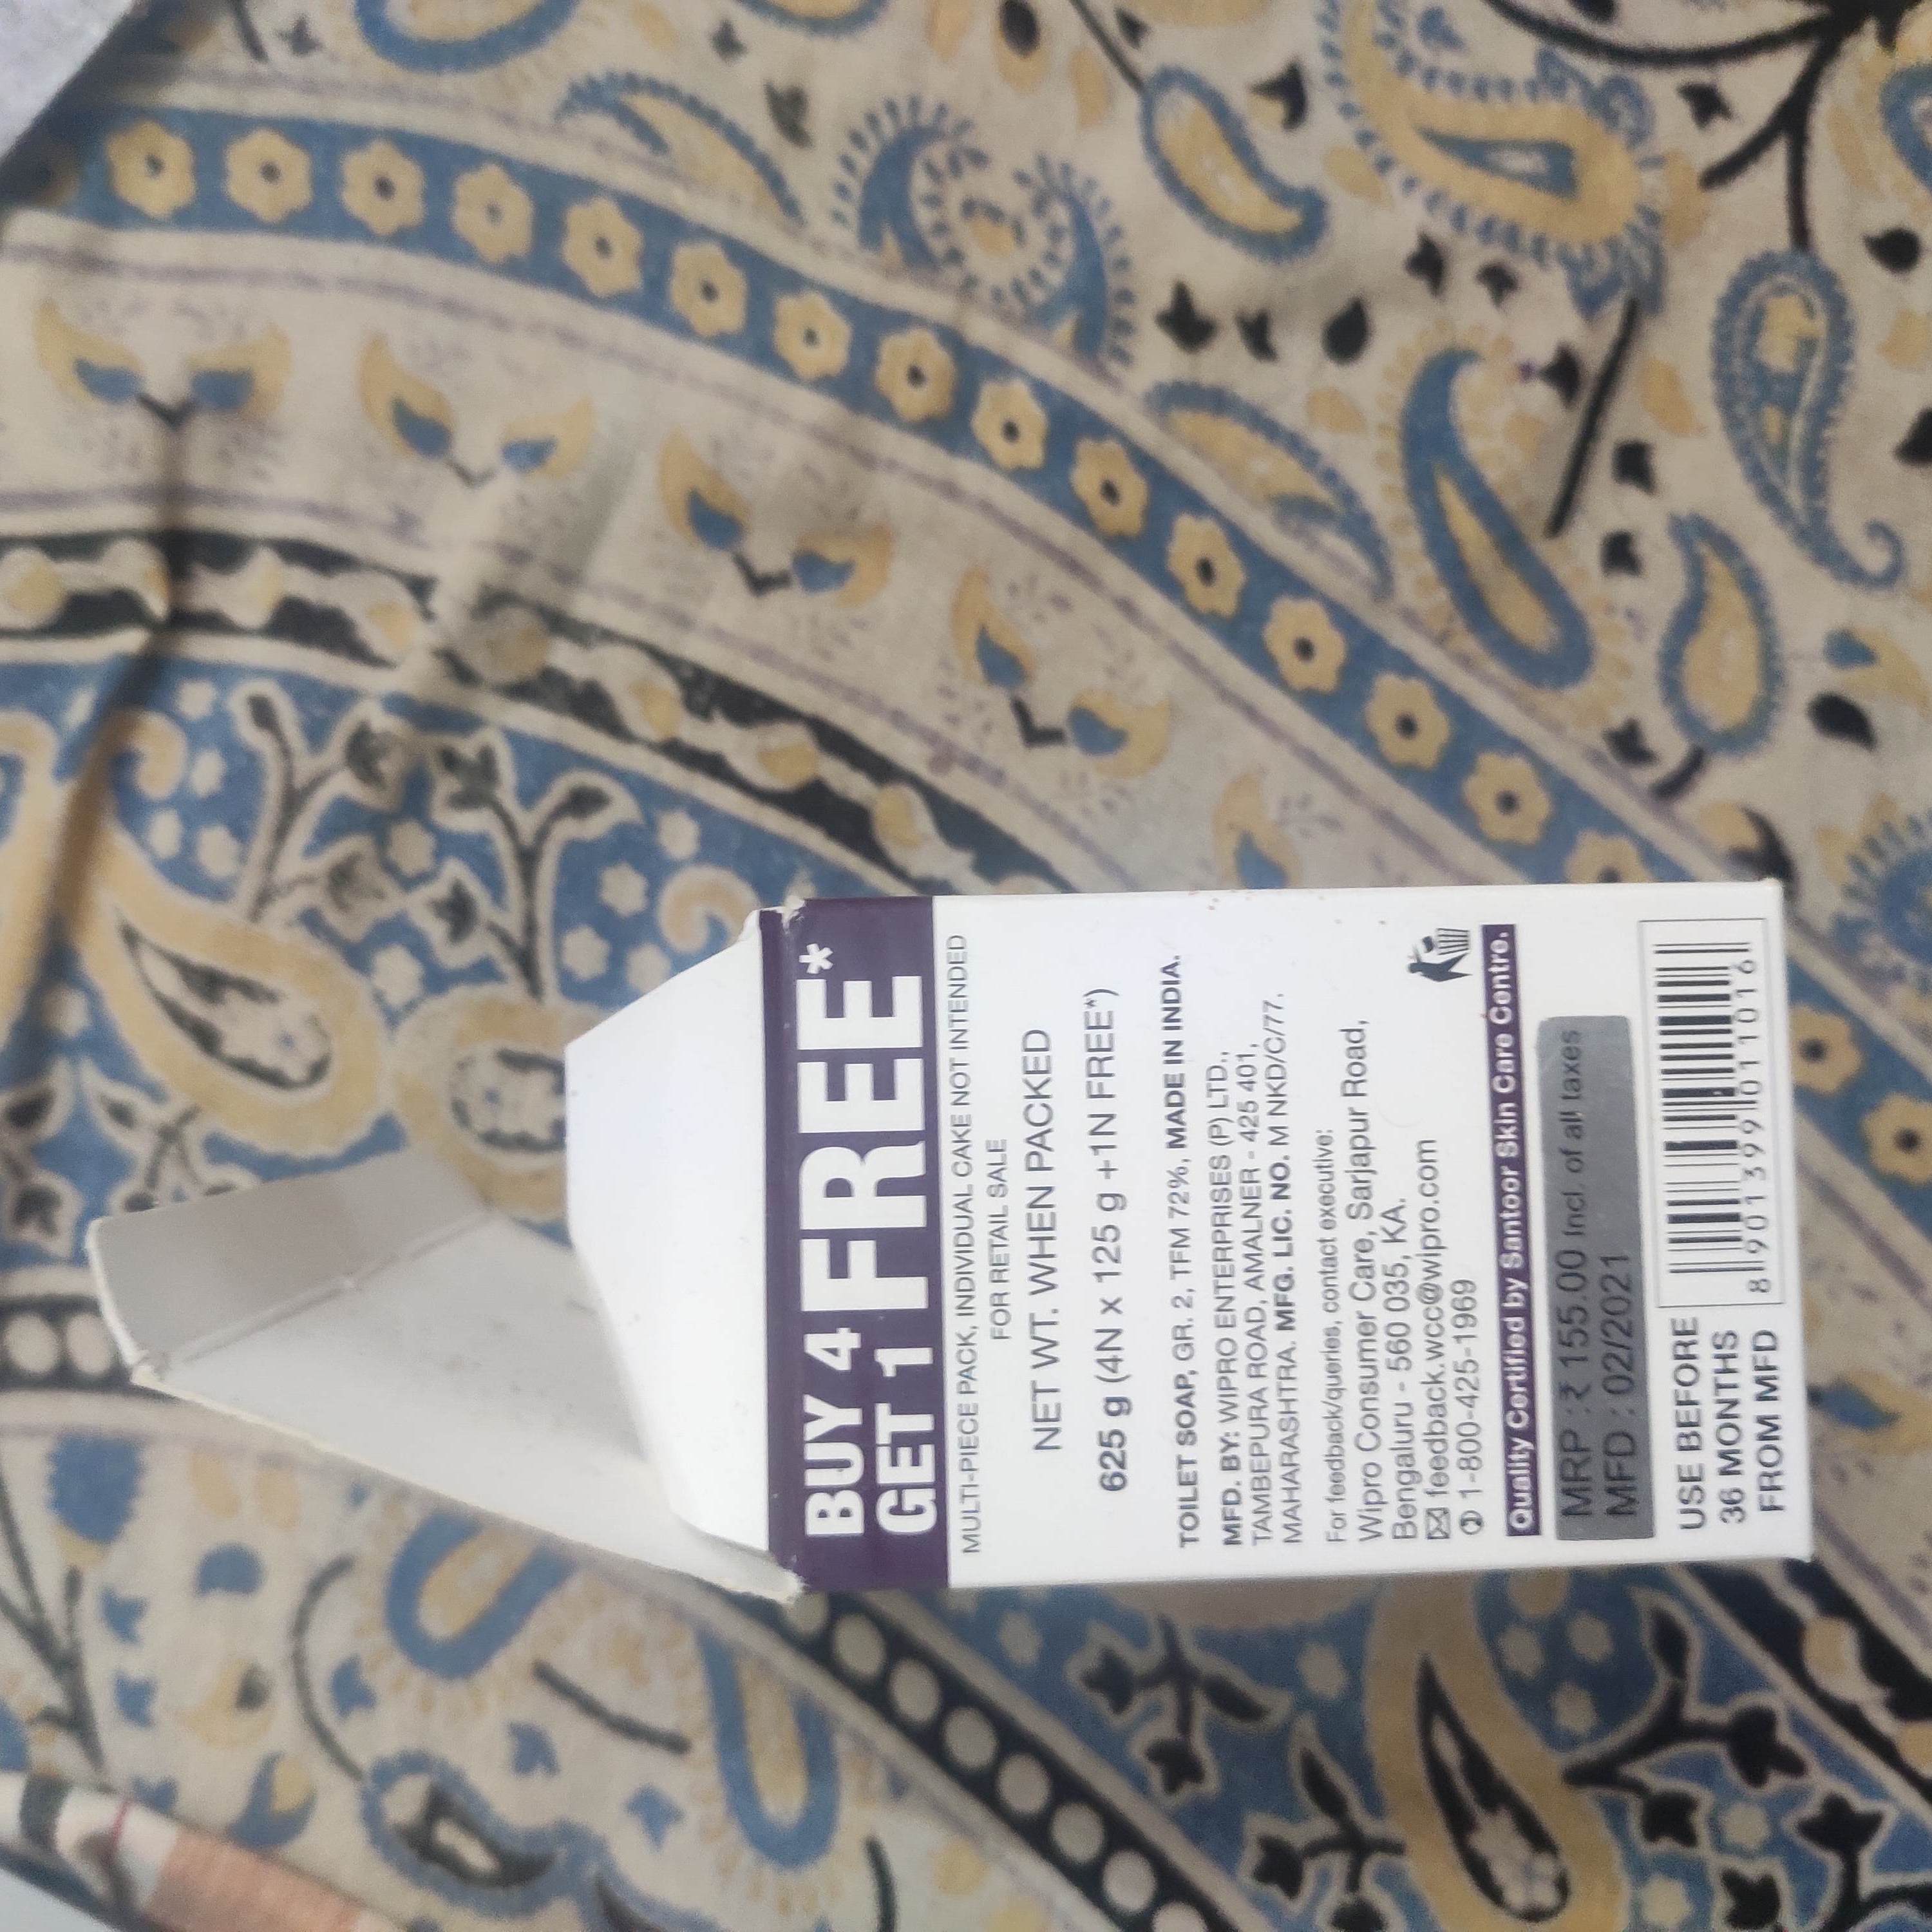 BUY 4
GET 1 FREE*
MULTI-PIECE PACK, INDIVIDUAL CAKE NOT INTENDED
FOR RETAIL SALE
NET WT. WHEN PACKED
625 g (4N x 125 g +1N FREE*)
TOILET SOAP, GR. 2, TFM 72%, MADE IN INDIA.
MFD. BY: WIPRO ENTERPRISES (P) LTD.,
TAMBEPURA ROAD, AMALNER - 425 401,
MAHARASHTRA. MFG. LIC. NO. M NKD/C/77.
For feedback/queries, contact executive:
Wipro Consumer Care, Sarjapur Road,
Bengaluru - 560 035, KA.
feedback.wcc@wipro.com
1-800-425-1969
Quality Certified by Santoor Skin Care Centre.
MRP :₹ 155.00 Incl. of all taxes
MFD : 02/2021
USE BEFORE
36 MONTHS
FROM MFD
8 901399 011016